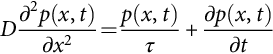 D ∂²p(x, t)/∂x² = p(x, t)/τ + ∂p(x, t)/∂t